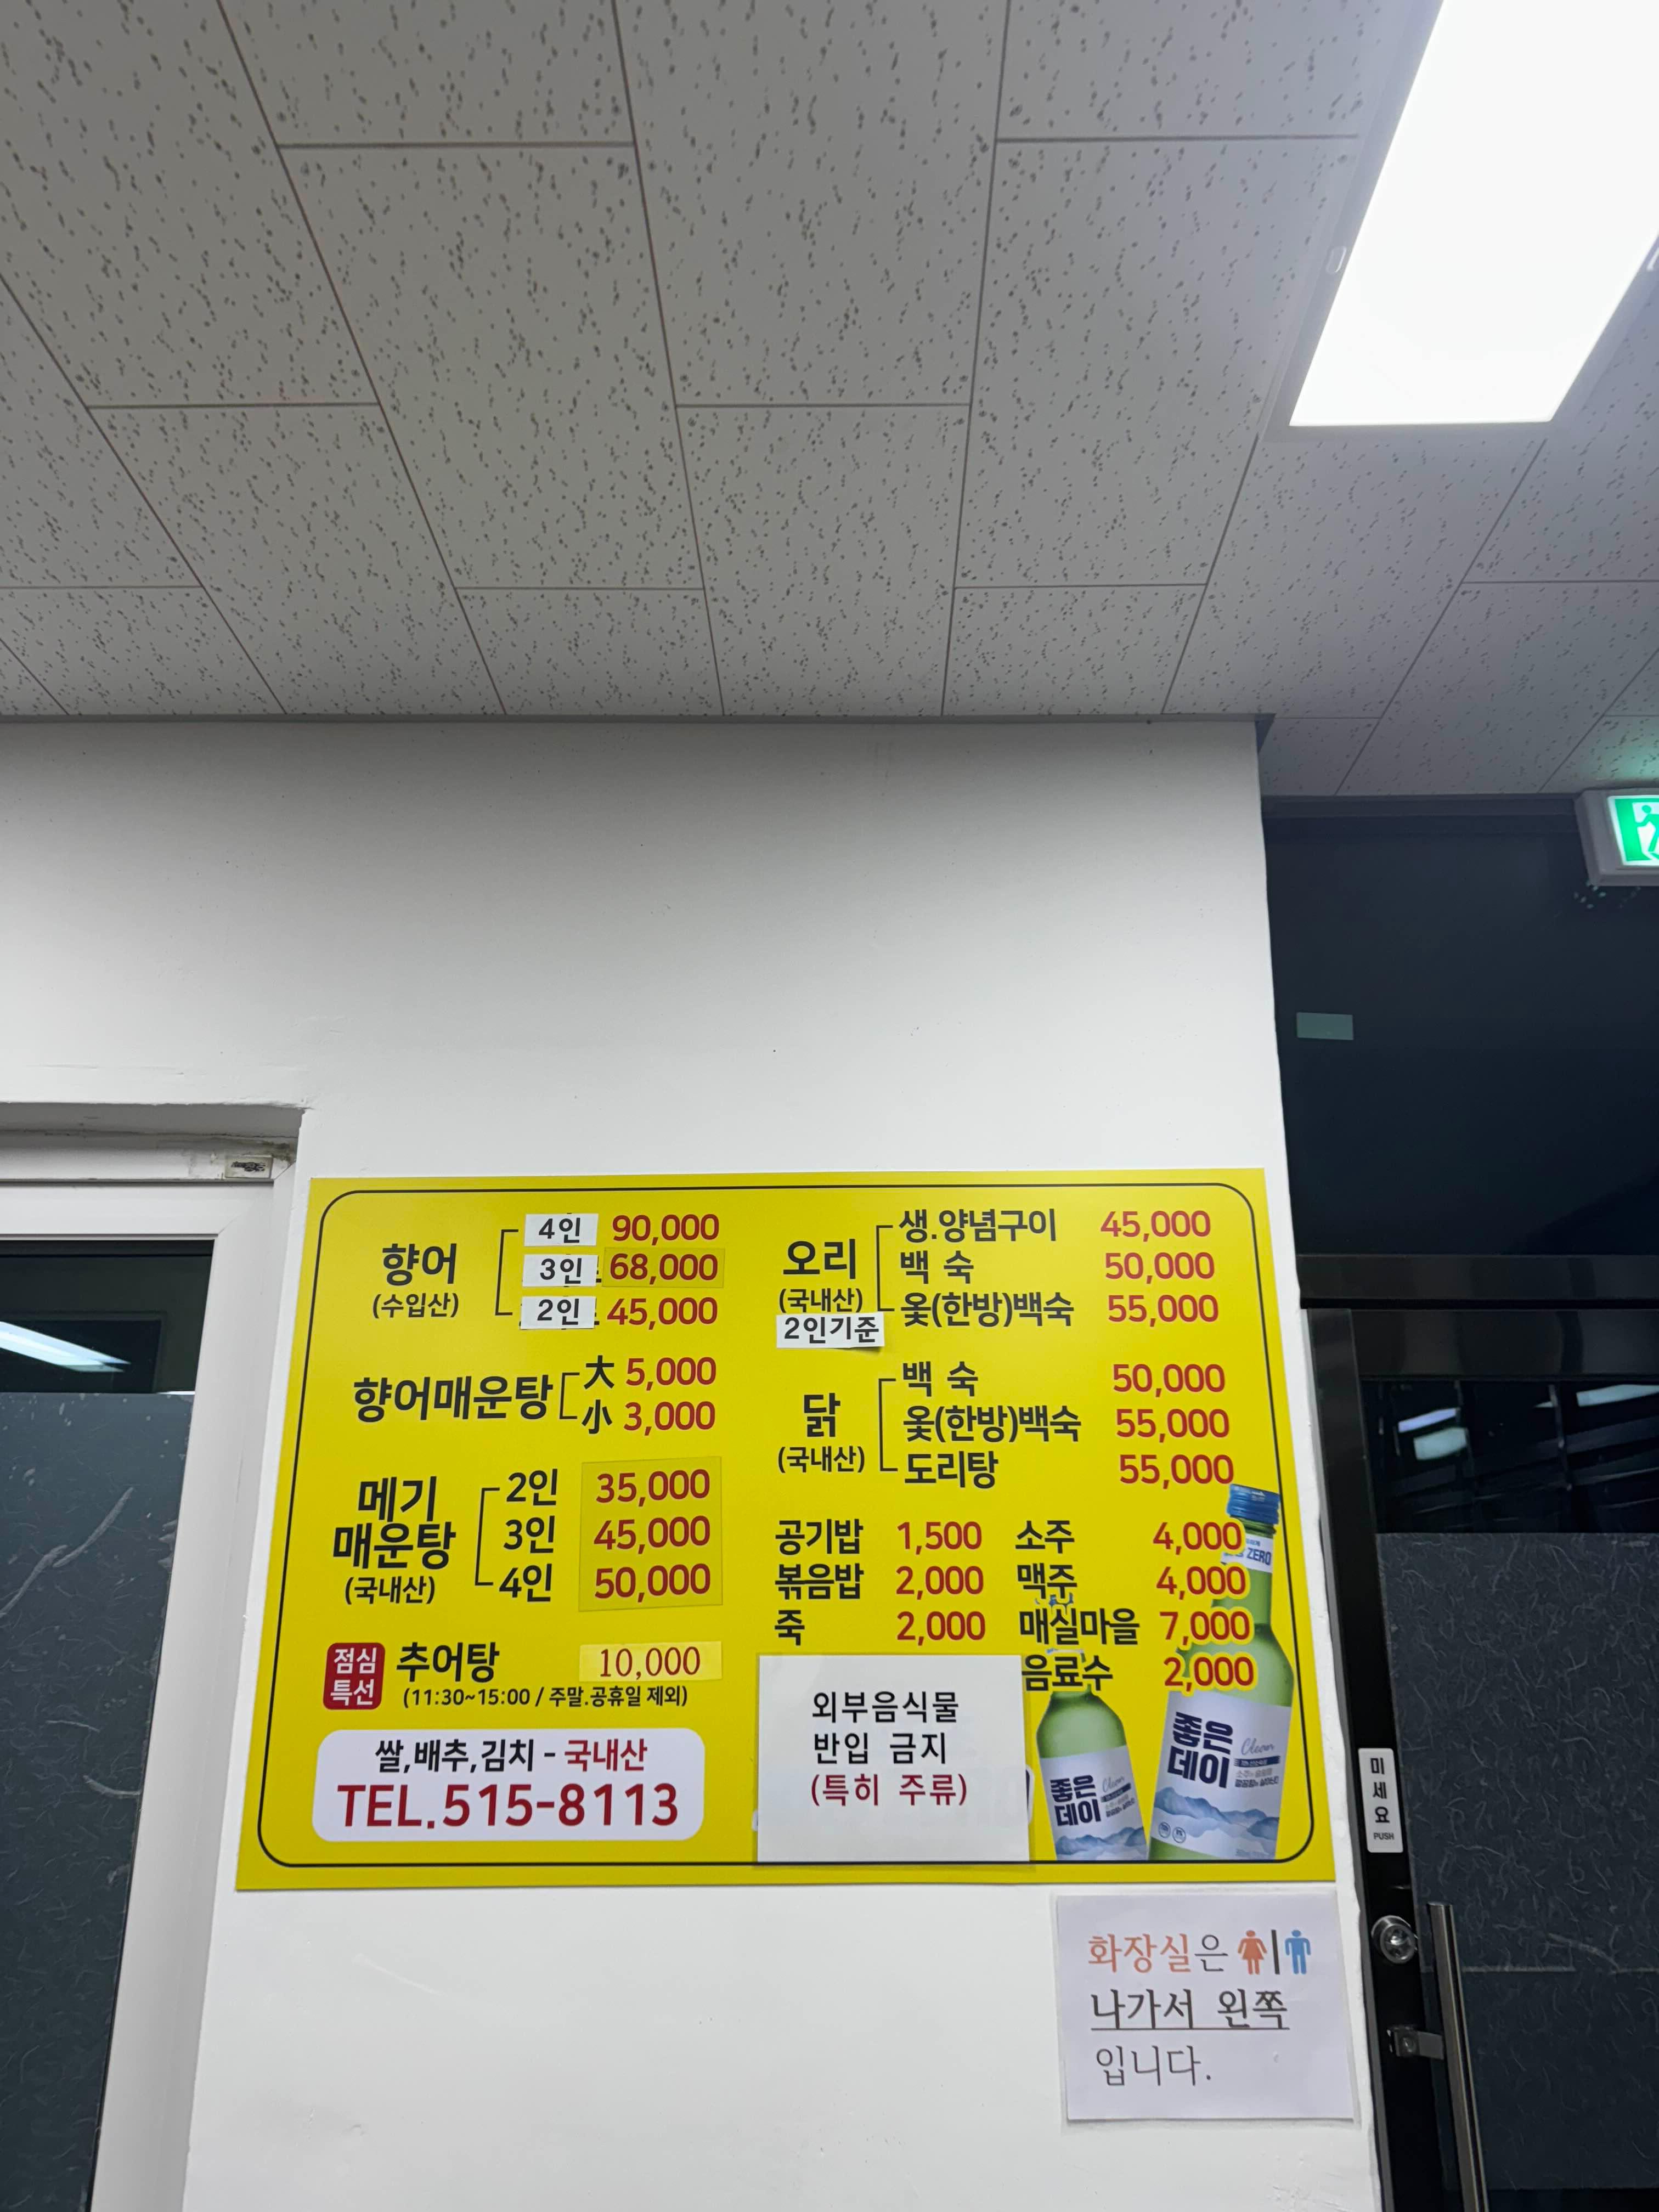 향어
(수입산)
4인 90,000
3인 68,000
2인 45,000
향어매운탕
大 5,000
小 3,000
메기
매운탕
(국내산)
2인 35,000
3인 45,000
4인 50,000
점심
특선
추어탕 10,000
(11:30~15:00 / 주말.공휴일 제외)
쌀,배추,김치 - 국내산
TEL.515-8113
오리
(국내산)
2인기준
생.양념구이 45,000
백 숙 50,000
옻(한방)백숙 55,000
닭
(국내산)
백 숙 50,000
옻(한방)백숙 55,000
도리탕 55,000
공기밥 1,500
볶음밥 2,000
죽 2,000
소주 4,000
맥주 4,000
매실마을 7,000
음료수 2,000
외부음식물
반입 금지
(특히 주류)
좋은
데이
Clean
좋은
데이
Clean
ZERO
미
세
요
PUSH
화장실은
나가서 왼쪽
입니다.